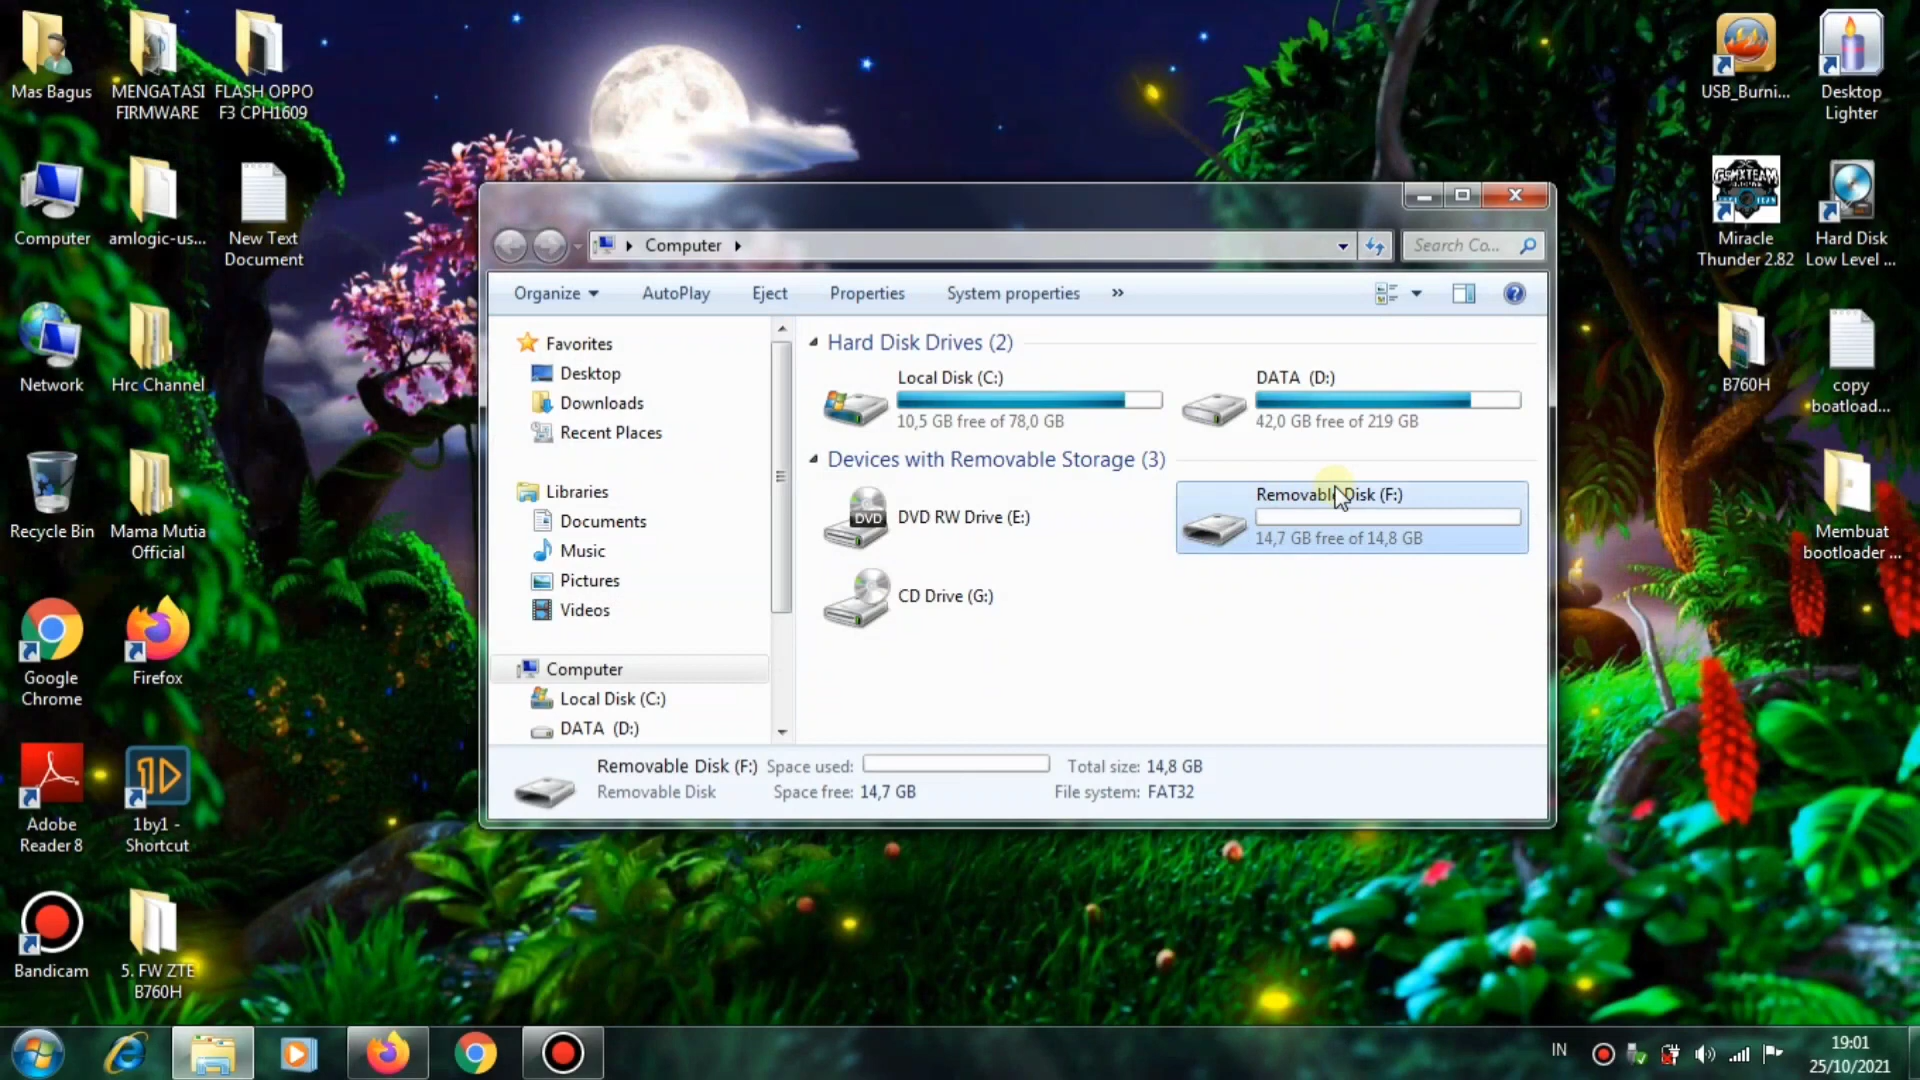 Mas Bagus
MENGATASI
FIRMWARE
FLASH OPPO
F3 CPH1609
Computer
amlogic-us...
New Text
Document
Network
Hrc Channel
Recycle Bin
Mama Mutia
Official
Google
Chrome
Firefox
Adobe
Reader 8
1by1 -
Shortcut
Bandicam
5. FW ZTE
B760H
USB_Burni...
Desktop
Lighter
Miracle
Thunder 2.82
Hard Disk
Low Level ...
B760H
copy
boatload...
Membuat
bootloader ...
Computer
Search Co...
Organize
AutoPlay
Eject
Properties
System properties
»
Favorites
Desktop
Downloads
Recent Places
Libraries
Documents
Music
Pictures
Videos
Computer
Local Disk (C:)
DATA (D:)
Hard Disk Drives (2)
Local Disk (C:)
10,5 GB free of 78,0 GB
DATA (D:)
42,0 GB free of 219 GB
Devices with Removable Storage (3)
DVD
DVD RW Drive (E:)
Removable Disk (F:)
14,7 GB free of 14,8 GB
CD Drive (G:)
Removable Disk (F:) Space used: Total size: 14,8 GB
Removable Disk Space free: 14,7 GB File system: FAT32
IN
19:01
25/10/2021